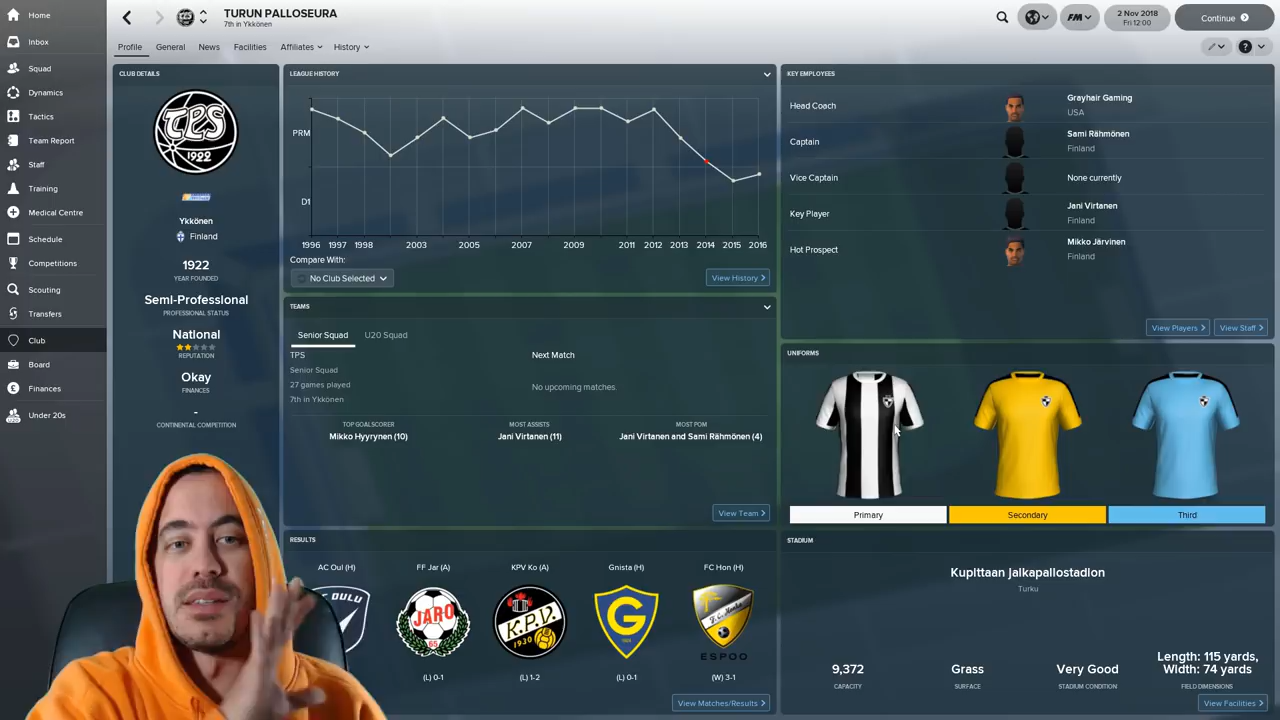 Home
Inbox
Squad
Dynamics
Tactics
Team Report
Staff
Training
Medical Centre
Schedule
Competitions
Scouting
Transfers
Club
Board
Finances
Under 20s
TURUN PALLOSEURA
7th in Ykkönen
FM
2 Nov 2018
Fri 12:00
Continue
Profile
General
News
Facilities
Affiliates
History
CLUB DETAILS
TPS
1922
Ykkönen
Finland
1922
YEAR FOUNDED
Semi-Professional
PROFESSIONAL STATUS
National
REPUTATION
Okay
FINANCES
-
CONTINENTAL COMPETITION
LEAGUE HISTORY
PRM
D1
1996 1997 1998 2003 2005 2007 2009 2011 2012 2013 2014 2015 2016
Compare With:
No Club Selected
View History >
TEAMS
Senior Squad
U20 Squad
TPS
Senior Squad
27 games played
7th in Ykkönen
Next Match
No upcoming matches.
TOP GOALSCORER
Mikko Hyyrynen (10)
MOST ASSISTS
Jani Virtanen (11)
MOST POM
Jani Virtanen and Sami Rähmönen (4)
View Team >
RESULTS
AC Oul (H)
FF Jar (A)
KPV Ko (A)
Gnista (H)
FC Hon (H)
OULU
JARO
65
K.P.V.
1930
G
ESPOO
(L) 0-1
(L) 1-2
(L) 0-1
(W) 3-1
View Matches/Results >
KEY EMPLOYEES
Head Coach
Grayhair Gaming
USA
Captain
Sami Rähmönen
Finland
Vice Captain
None currently
Key Player
Jani Virtanen
Finland
Hot Prospect
Mikko Järvinen
Finland
View Players >
View Staff >
UNIFORMS
Primary
Secondary
Third
STADIUM
Kupittaan jalkapallostadion
Turku
9,372
CAPACITY
Grass
SURFACE
Very Good
STADIUM CONDITION
Length: 115 yards,
Width: 74 yards
FIELD DIMENSIONS
View Facilities >